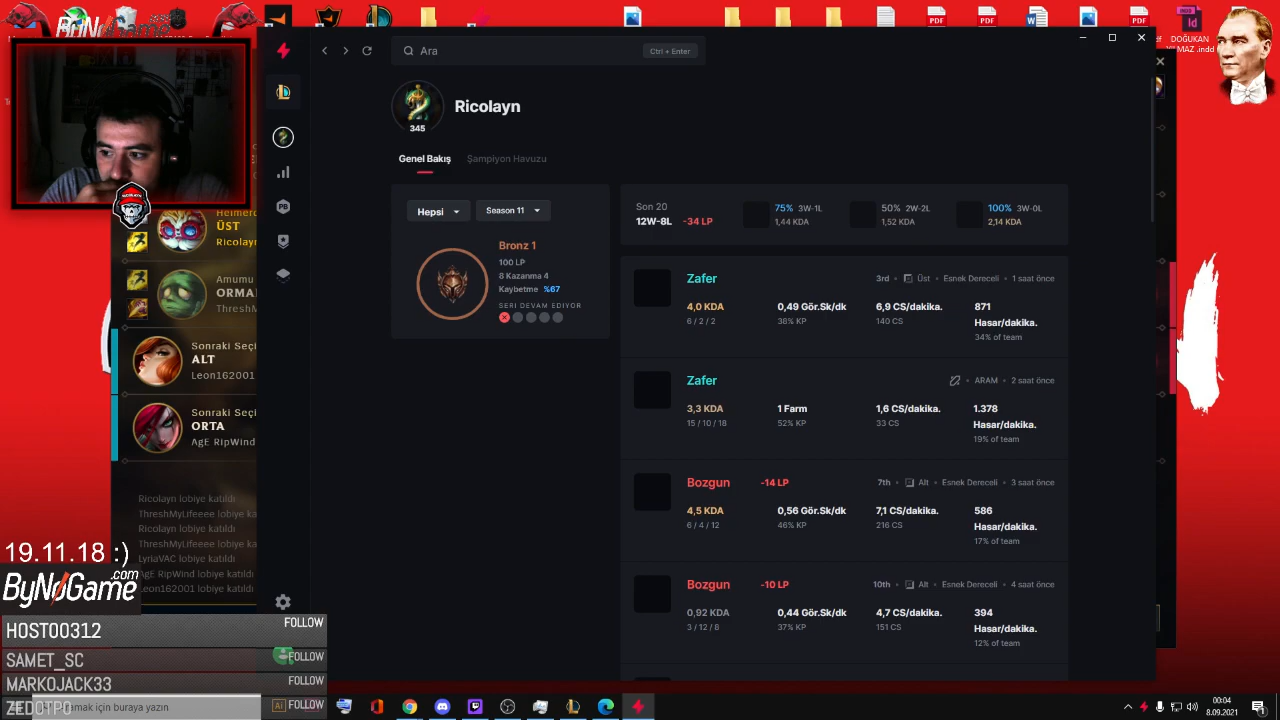 ByNoGame
DOĞUKAN
YILMAZ .indd
Ara
Ctrl + Enter
345
Ricolayn
Genel Bakış
Şampiyon Havuzu
Hepsi
Season 11
Bronz 1
100 LP
8 Kazanma 4
Kaybetme %67
SERİ DEVAM EDİYOR
Son 20
12W-8L -34 LP
75% 3W-1L
1,44 KDA
50% 2W-2L
1,52 KDA
100% 3W-0L
2,14 KDA
Zafer
3rd • Üst • Esnek Dereceli • 1 saat önce
4,0 KDA
6 / 2 / 2
0,49 Gör.Sk/dk
38% KP
6,9 CS/dakika.
140 CS
871
Hasar/dakika.
34% of team
Zafer
ARAM • 2 saat önce
3,3 KDA
15 / 10 / 18
1 Farm
52% KP
1,6 CS/dakika.
33 CS
1.378
Hasar/dakika.
19% of team
Bozgun -14 LP
7th • Alt • Esnek Dereceli • 3 saat önce
4,5 KDA
6 / 4 / 12
0,56 Gör.Sk/dk
46% KP
7,1 CS/dakika.
216 CS
586
Hasar/dakika.
17% of team
Bozgun -10 LP
10th • Alt • Esnek Dereceli • 4 saat önce
0,92 KDA
3 / 12 / 8
0,44 Gör.Sk/dk
37% KP
4,7 CS/dakika.
151 CS
394
Hasar/dakika.
12% of team
ÜST
Ricolayn
Amumu
ORMA
ThreshM
Sonraki Seçi
ALT
Leon162001
Sonraki Seçi
ORTA
AgE RipWind
Ricolayn lobiye katıldı
ThreshMyLifeeee lobiye ka
Ricolayn lobiye katıldı
ThreshMyLifeeee lobiye ka
LyriaVAC lobiye katıldı
AgE RipWind lobiye katıldı
Leon162001 lobiye katıldı
19.11.18 :)
ByNoGame.com
HOST00312 FOLLOW
SAMET_SC FOLLOW
MARKOJACK33 FOLLOW
ZEDOTPO FOLLOW
buraya yazın
00:04
8.09.2021